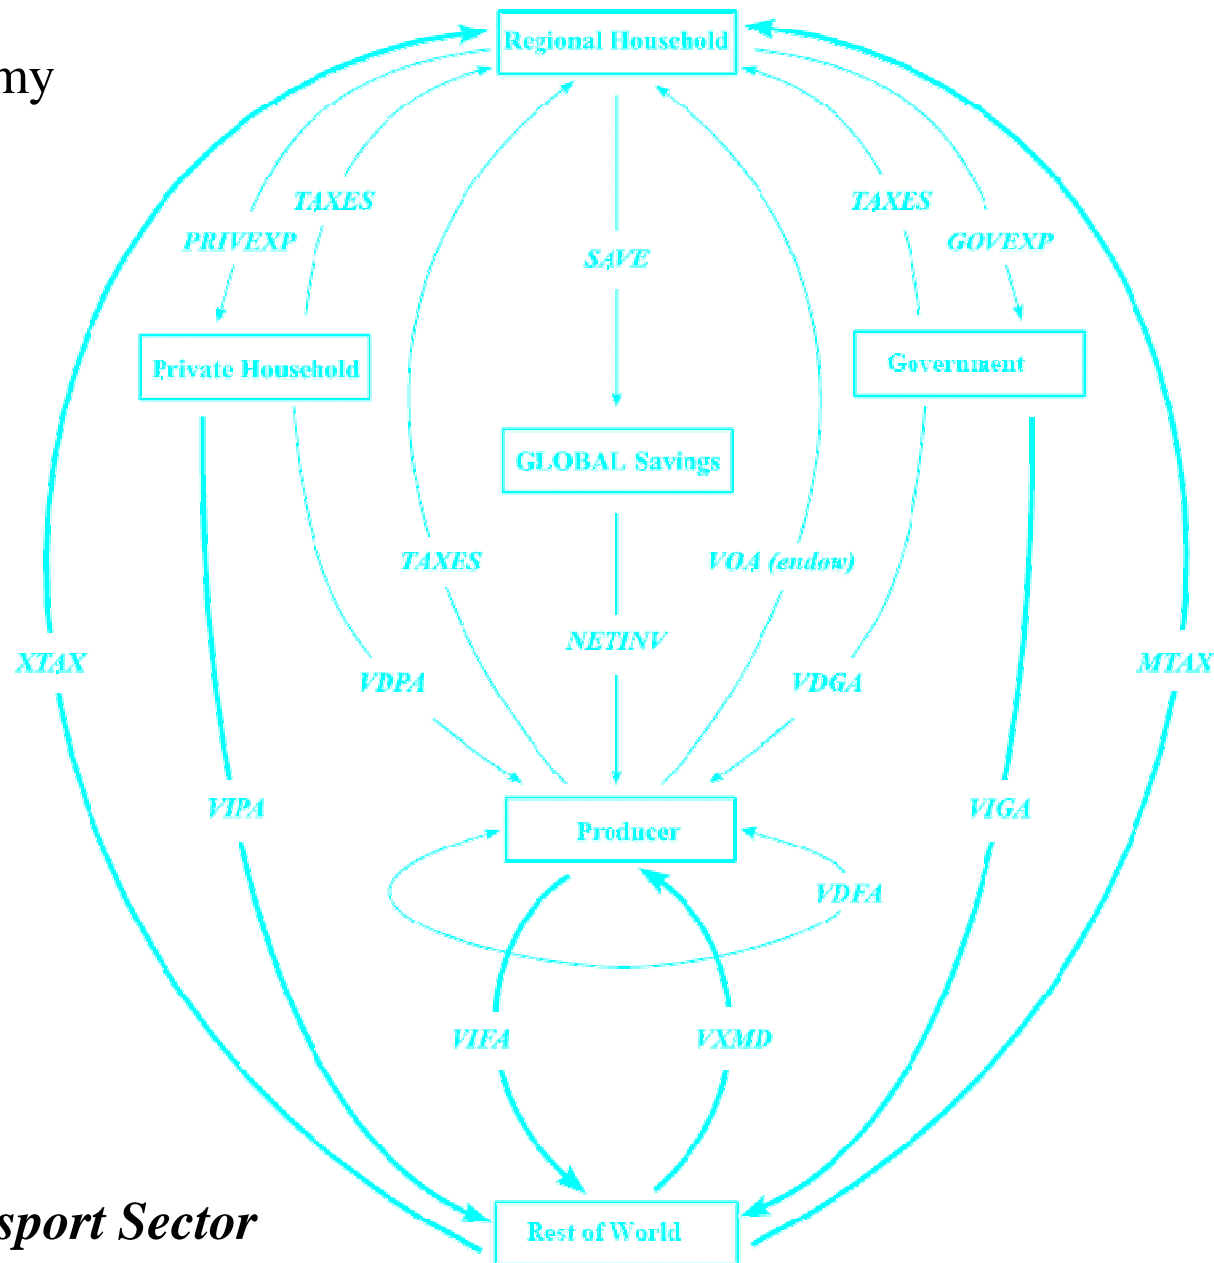 Regional Household
my
TAXES
TAXES
PRIVEXP
GOVEXP
SAVE
Private Household
Government
GLOBAL Savings
TAXES
VOA (endow)
NETINV
XTAX
MTAX
VDPA
VDGA
VIPA
VIGA
Producer
VDFA
VIFA
VXMD
sport Sector
Rest of World